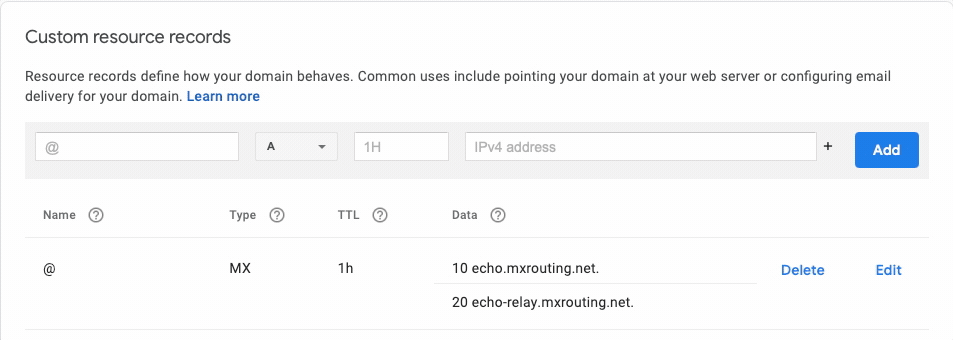 Custom resource records
Resource records define how your domain behaves. Common uses include pointing your domain at your web server or configuring email
delivery for your domain. Learn more
@ A 1H IPv4 address + Add
Name ? Type ? TTL ? Data ?
@ MX 1h 10 echo.mxrouting.net. Delete Edit
20 echo-relay.mxrouting.net.